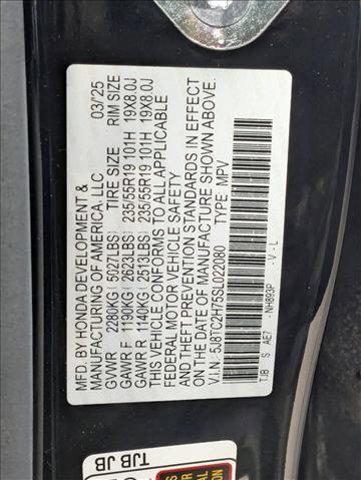 MFD. BY HONDA DEVELOPMENT &
MANUFACTURING OF AMERICA, LLC 03/25
TIRE SIZE RIM SIZE
GVWR 2280KG ( 5027LBS)
GAWR F 1190KG ( 2623LBS) 235/55R19 101H 19X8.0J
GAWR R 1140KG ( 2513LBS) 235/55R19 101H 19X8.0J
THIS VEHICLE CONFORMS TO ALL APPLICABLE
FEDERAL MOTOR VEHICLE SAFETY
AND THEFT PREVENTION STANDARDS IN EFFECT
ON THE DATE OF MANUFACTURE SHOWN ABOVE.
V.I.N. 5J8TC2H75SL022080 TYPE MPV
TJB S AE7 - NH893P - V - L
TJB JB